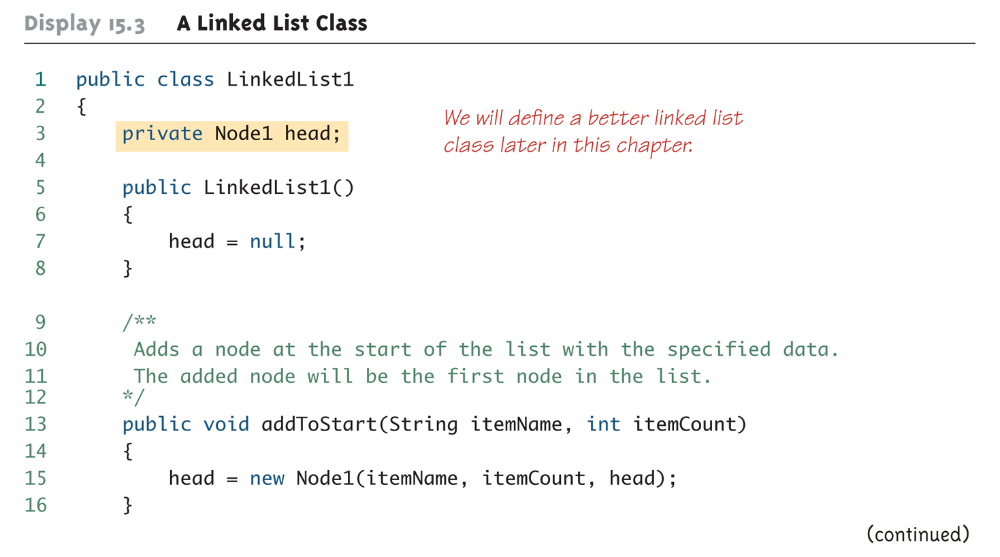 Display 15.3 A Linked List Class
1 public class LinkedList1
2 {
We will define a better linked list
3 private Node1 head;
class later in this chapter.
4
5 public LinkedList1()
6 {
7 head = null;
8 }
9 /**
10 Adds a node at the start of the list with the specified data.
11 The added node will be the first node in the list.
12 */
13 public void addToStart(String itemName, int itemCount)
14 {
15 head = new Node1(itemName, itemCount, head);
16 }
(continued)